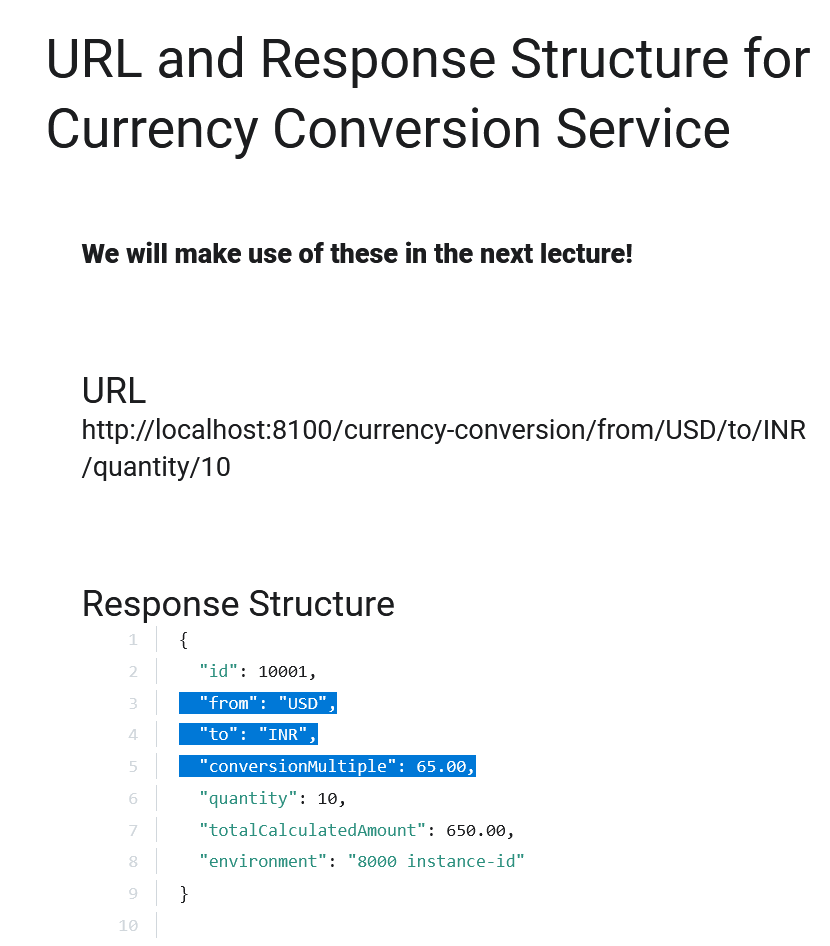 URL and Response Structure for
Currency Conversion Service
We will make use of these in the next lecture!
URL
http://localhost:8100/currency-conversion/from/USD/to/INR
/quantity/10
Response Structure
1 {
2   "id": 10001,
3   "from": "USD",
4   "to": "INR",
5   "conversionMultiple": 65.00,
6   "quantity": 10,
7   "totalCalculatedAmount": 650.00,
8   "environment": "8000 instance-id"
9 }
10